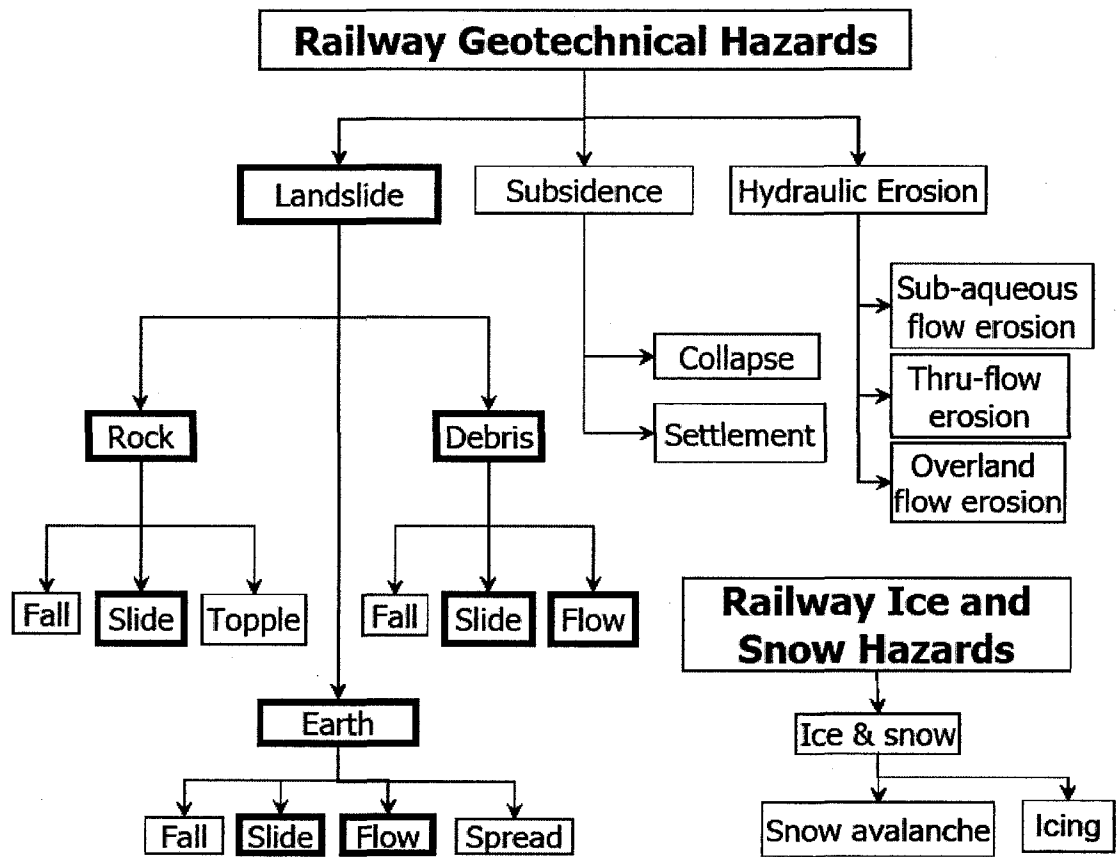 Railway Geotechnical Hazards
Landslide
Subsidence
Hydraulic Erosion
Sub-aqueous
flow erosion
Collapse
Thru-flow
erosion
Rock
Debris
Settlement
Overland
flow erosion
Fall
Slide
Topple
Fall
Slide
Flow
Railway Ice and
Snow Hazards
Earth
Ice & snow
Fall
Slide
Flow
Spread
Snow avalanche
Icing